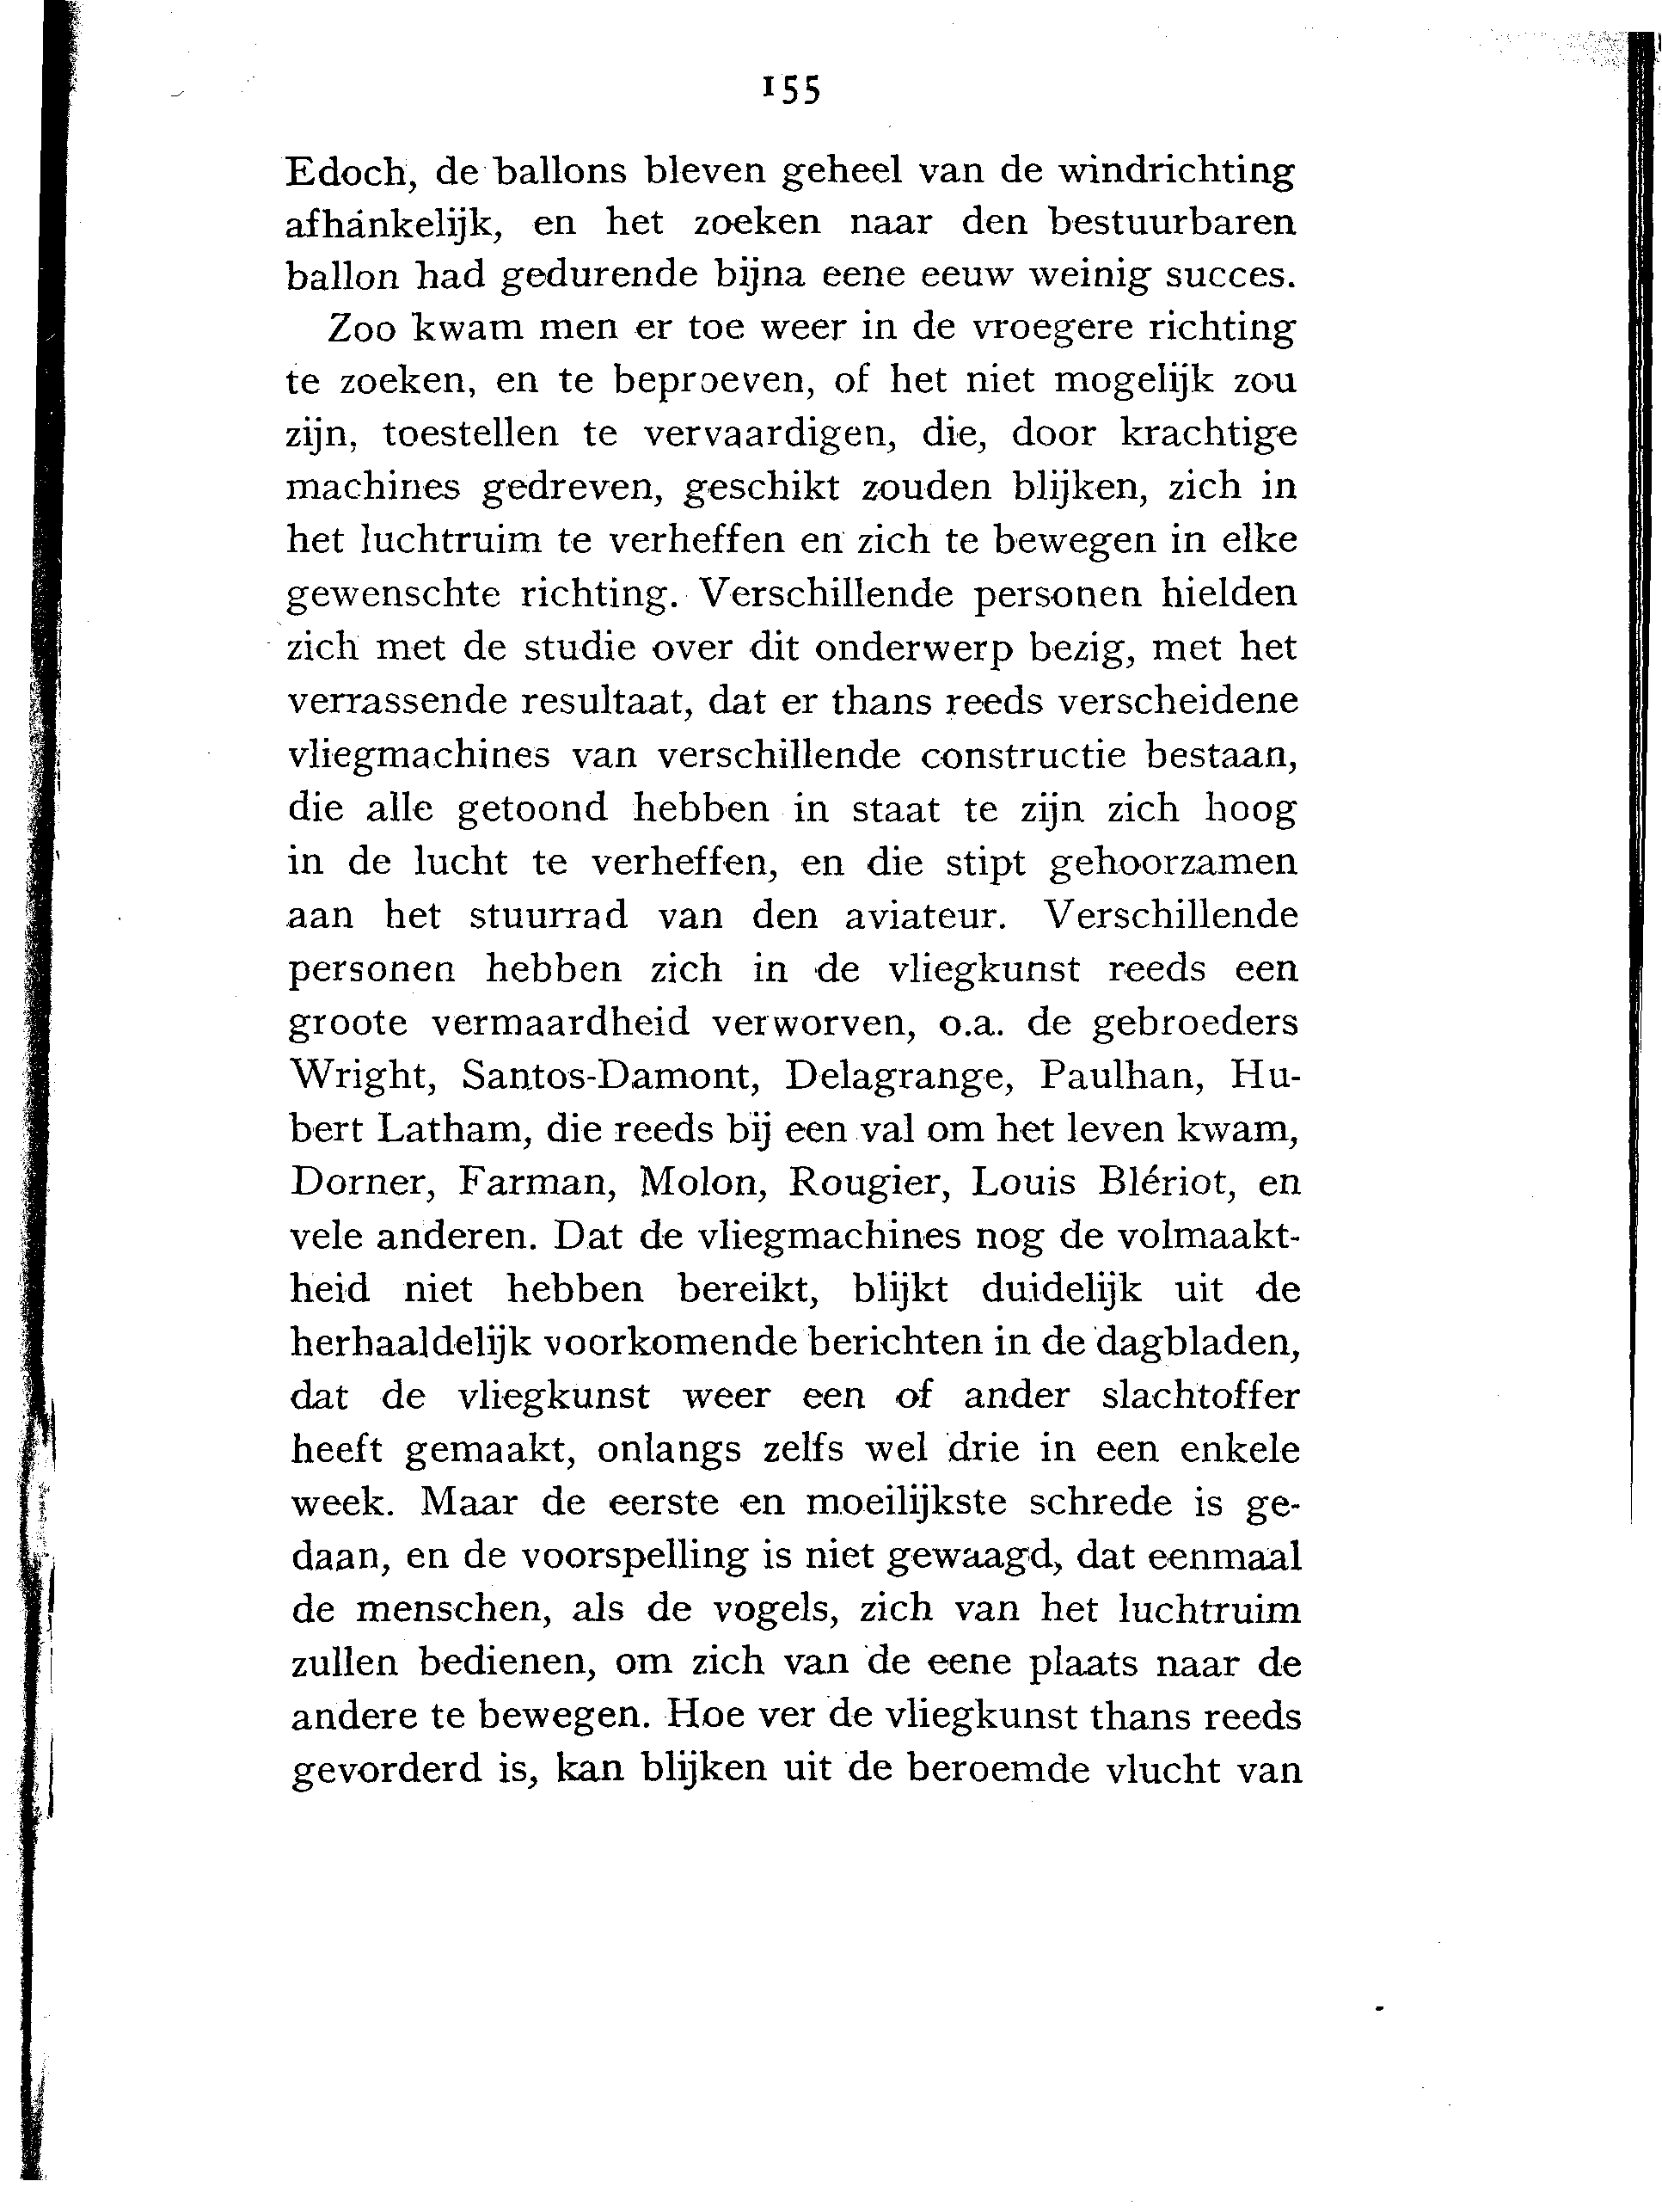 155
Edoch, de ballons bleven geheel van de windrichting
afhankelijk, en het zoeken naar den bestuurbaren
ballon had gedurende bijna eene eeuw weinig succes.
Zoo kwam men er toe weer in de vroegere richting
te zoeken, en te beproeven, of het niet mogelijk zou
zijn, toestellen te vervaardigen, die, door krachtige
machines gedreven, geschikt zouden blijken, zich in
het luchtruim te verheffen en zich te bewegen in elke
gewenschte richting. Verschillende personen hielden
zich met de studie over dit onderwerp bezig, met het
verrassende resultaat, dat er thans reeds verscheidene
vliegmachines van verschillende constructie bestaan,
die alle getoond hebben in staat te zijn zich hoog
in de lucht te verheffen, en die stipt gehoorzamen
aan het stuurrad van den aviateur. Verschillende
personen hebben zich in de vliegkunst reeds een
groote vermaardheid verworven, o.a. de gebroeders
Wright, Santos-Damont, Delagrange, Paulhan, Hu-
bert Latham, die reeds bij een val om het leven kwam,
Dorner, Farman, Molon, Rougier, Louis Blériot, en
vele anderen. Dat de vliegmachines nog de volmaakt-
heid niet hebben bereikt, blijkt duidelijk uit de
herhaaldelijk voorkomende berichten in de dagbladen,
dat de vliegkunst weer een of ander slachtoffer
heeft gemaakt, onlangs zelfs wel drie in een enkele
week. Maar de eerste en moeilijkste schrede is ge-
daan, en de voorspelling is niet gewaagd, dat eenmaal
de menschen, als de vogels, zich van het luchtruim
zullen bedienen, om zich van de eene plaats naar de
andere te bewegen. Hoe ver de vliegkunst thans reeds
gevorderd is, kan blijken uit de beroemde vlucht van